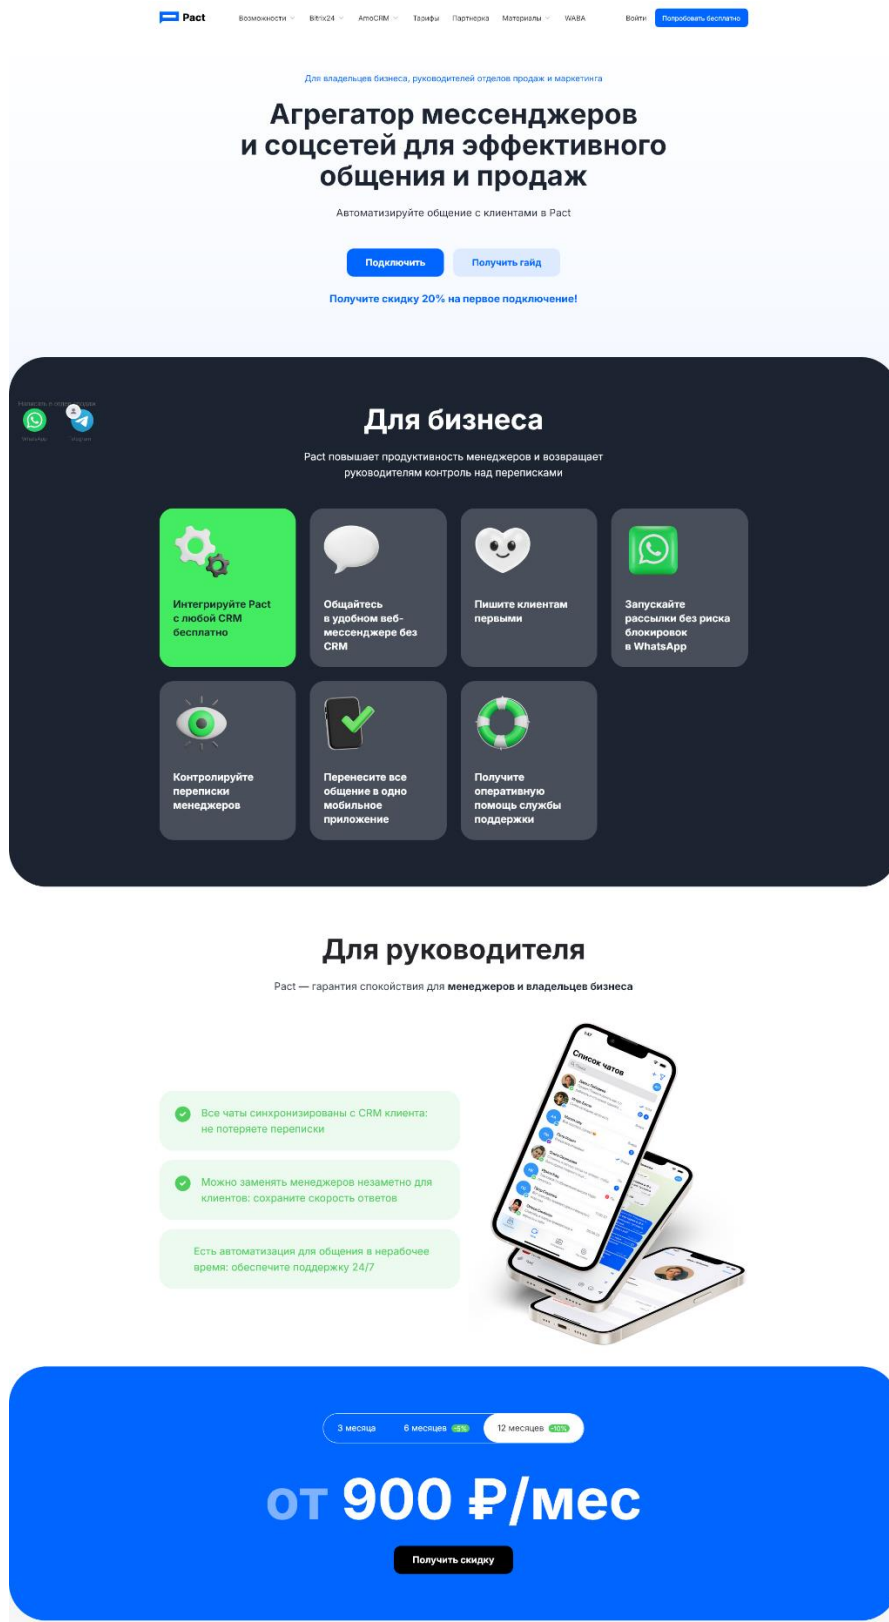 Pact
Возможности
Bitrix24
AmoCRM
Тарифы
Партнерка
Материалы
WABA
Войти
Попробовать бесплатно
Для владельцев бизнеса, руководителей отделов продаж и маркетинга
Агрегатор мессенджеров
и соцсетей для эффективного
общения и продаж
Автоматизируйте общение с клиентами в Pact
Подключить
Получить гайд
Получите скидку 20% на первое подключение!
WhatsApp
Для бизнеса
Pact повышает продуктивность менеджеров и возвращает
руководителям контроль над переписками
Интегрируйте Pact
с любой CRM
бесплатно
Общайтесь
в удобном веб-
мессенджере без
CRM
Пишите клиентам
первыми
Запускайте
рассылки без риска
блокировок
в WhatsApp
Контролируйте
переписки
менеджеров
Перенесите все
общение в одно
мобильное
приложение
Получите
оперативную
помощь службы
поддержки
Для руководителя
Pact — гарантия спокойствия для менеджеров и владельцев бизнеса
Список чатов
Все чаты синхронизированы с CRM клиента:
не потеряете переписки
Можно заменять менеджеров незаметно для
клиентов: сохраните скорость ответов
Есть автоматизация для общения в нерабочее
время: обеспечите поддержку 24/7
3 месяца
6 месяцев -5%
12 месяцев -10%
от 900 ₽/мес
Получить скидку